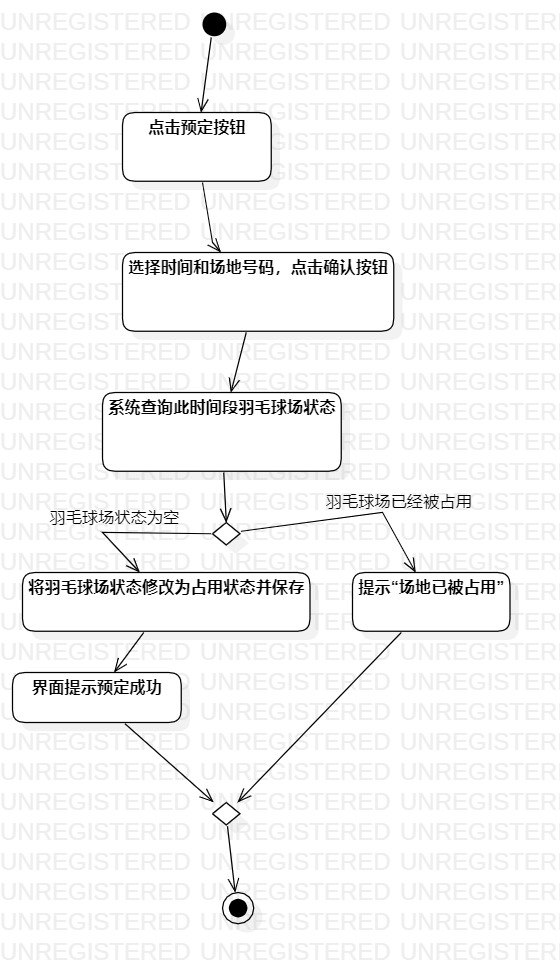 点击预定按钮
选择时间和场地号码，点击确认按钮
系统查询此时间段羽毛球场状态
羽毛球场已经被占用
羽毛球场状态为空
将羽毛球场状态修改为占用状态并保存
提示“场地已被占用”
界面提示预定成功
UNREGISTERED